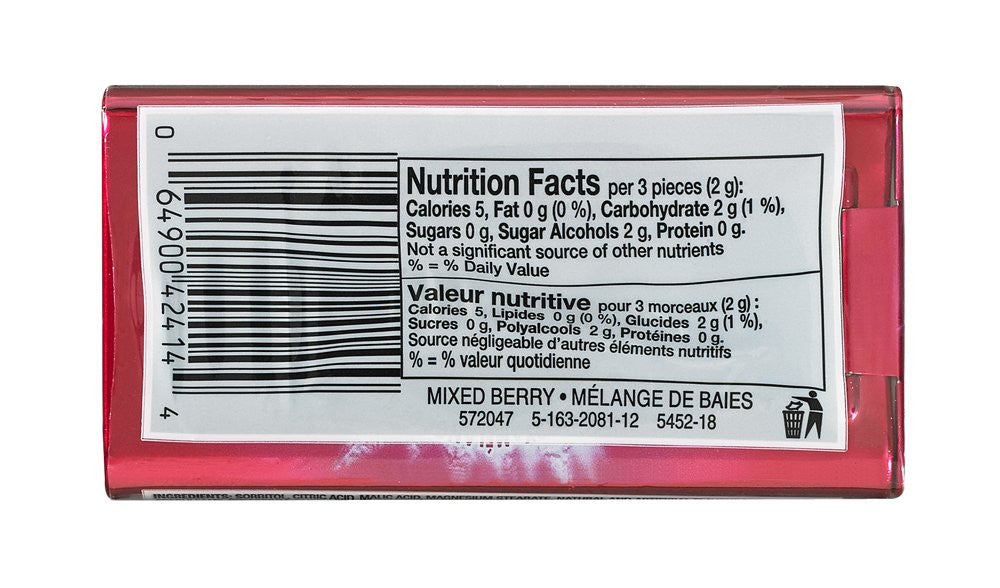 0 64900 42414 4
Nutrition Facts per 3 pieces (2 g):
Calories 5, Fat 0 g (0 %), Carbohydrate 2 g (1 %),
Sugars 0 g, Sugar Alcohols 2 g, Protein 0 g.
Not a significant source of other nutrients
% = % Daily Value
Valeur nutritive pour 3 morceaux (2 g) :
Calories 5, Lipides 0 g (0 %), Glucides 2 g (1 %),
Sucres 0 g, Polyalcools 2 g, Protéines 0 g.
Source négligeable d'autres éléments nutritifs
% = % valeur quotidienne
MIXED BERRY • MÉLANGE DE BAIES
572047 5-163-2081-12 5452-18
INGREDIENTS: SORBITOL, CITRIC ACID, MALIC ACID, MAGNESIUM STEARATE, NATURAL AND